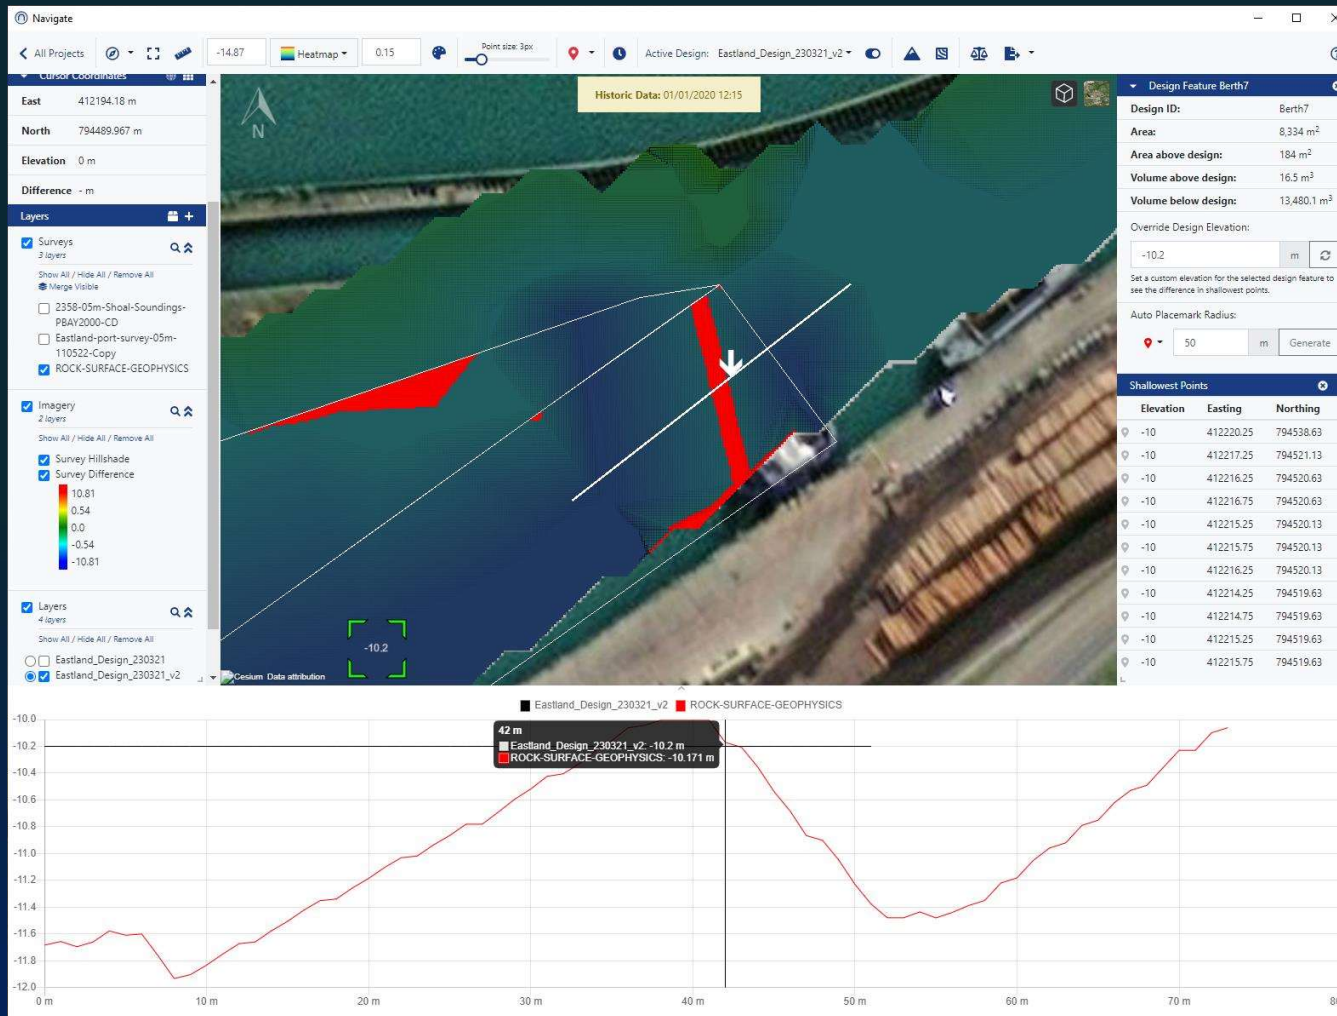 Navigate
All Projects
-14.87
Heatmap
0.15
Point size: 3px
Active Design: Eastland_Design_230321_v2
Cursor Coordinates
East 412194.18 m
North 794489.967 m
Elevation 0 m
Difference - m
Layers
Surveys
3 layers
Show All / Hide All / Remove All
Merge Visible
2358-05m-Shoal-Soundings-
PBAY2000-CD
Eastland-port-survey-05m-
110522-Copy
ROCK-SURFACE-GEOPHYSICS
Imagery
2 layers
Show All / Hide All / Remove All
Survey Hillshade
Survey Difference
10.81
0.54
0.0
-0.54
-10.81
Layers
4 layers
Show All / Hide All / Remove All
Eastland_Design_230321
Eastland_Design_230321_v2
Historic Data: 01/01/2020 12:15
N
-10.2
Cesium Data attribution
Design Feature Berth7
Design ID: Berth7
Area: 8,334 m²
Area above design: 184 m²
Volume above design: 16.5 m³
Volume below design: 13,480.1 m³
Override Design Elevation:
-10.2 m
Set a custom elevation for the selected design feature to
see the difference in shallowest points.
Auto Placemark Radius:
50 m Generate
Shallowest Points
Elevation Easting Northing
-10 412220.25 794538.63
-10 412217.25 794521.13
-10 412216.25 794520.63
-10 412216.75 794520.63
-10 412215.25 794520.13
-10 412215.75 794520.13
-10 412216.25 794520.13
-10 412214.25 794519.63
-10 412214.75 794519.63
-10 412215.25 794519.63
-10 412215.75 794519.63
Eastland_Design_230321_v2 ROCK-SURFACE-GEOPHYSICS
42 m
Eastland_Design_230321_v2: -10.2 m
ROCK-SURFACE-GEOPHYSICS: -10.171 m
-10.0
-10.2
-10.4
-10.6
-10.8
-11.0
-11.2
-11.4
-11.6
-11.8
-12.0
0 m 10 m 20 m 30 m 40 m 50 m 60 m 70 m 80